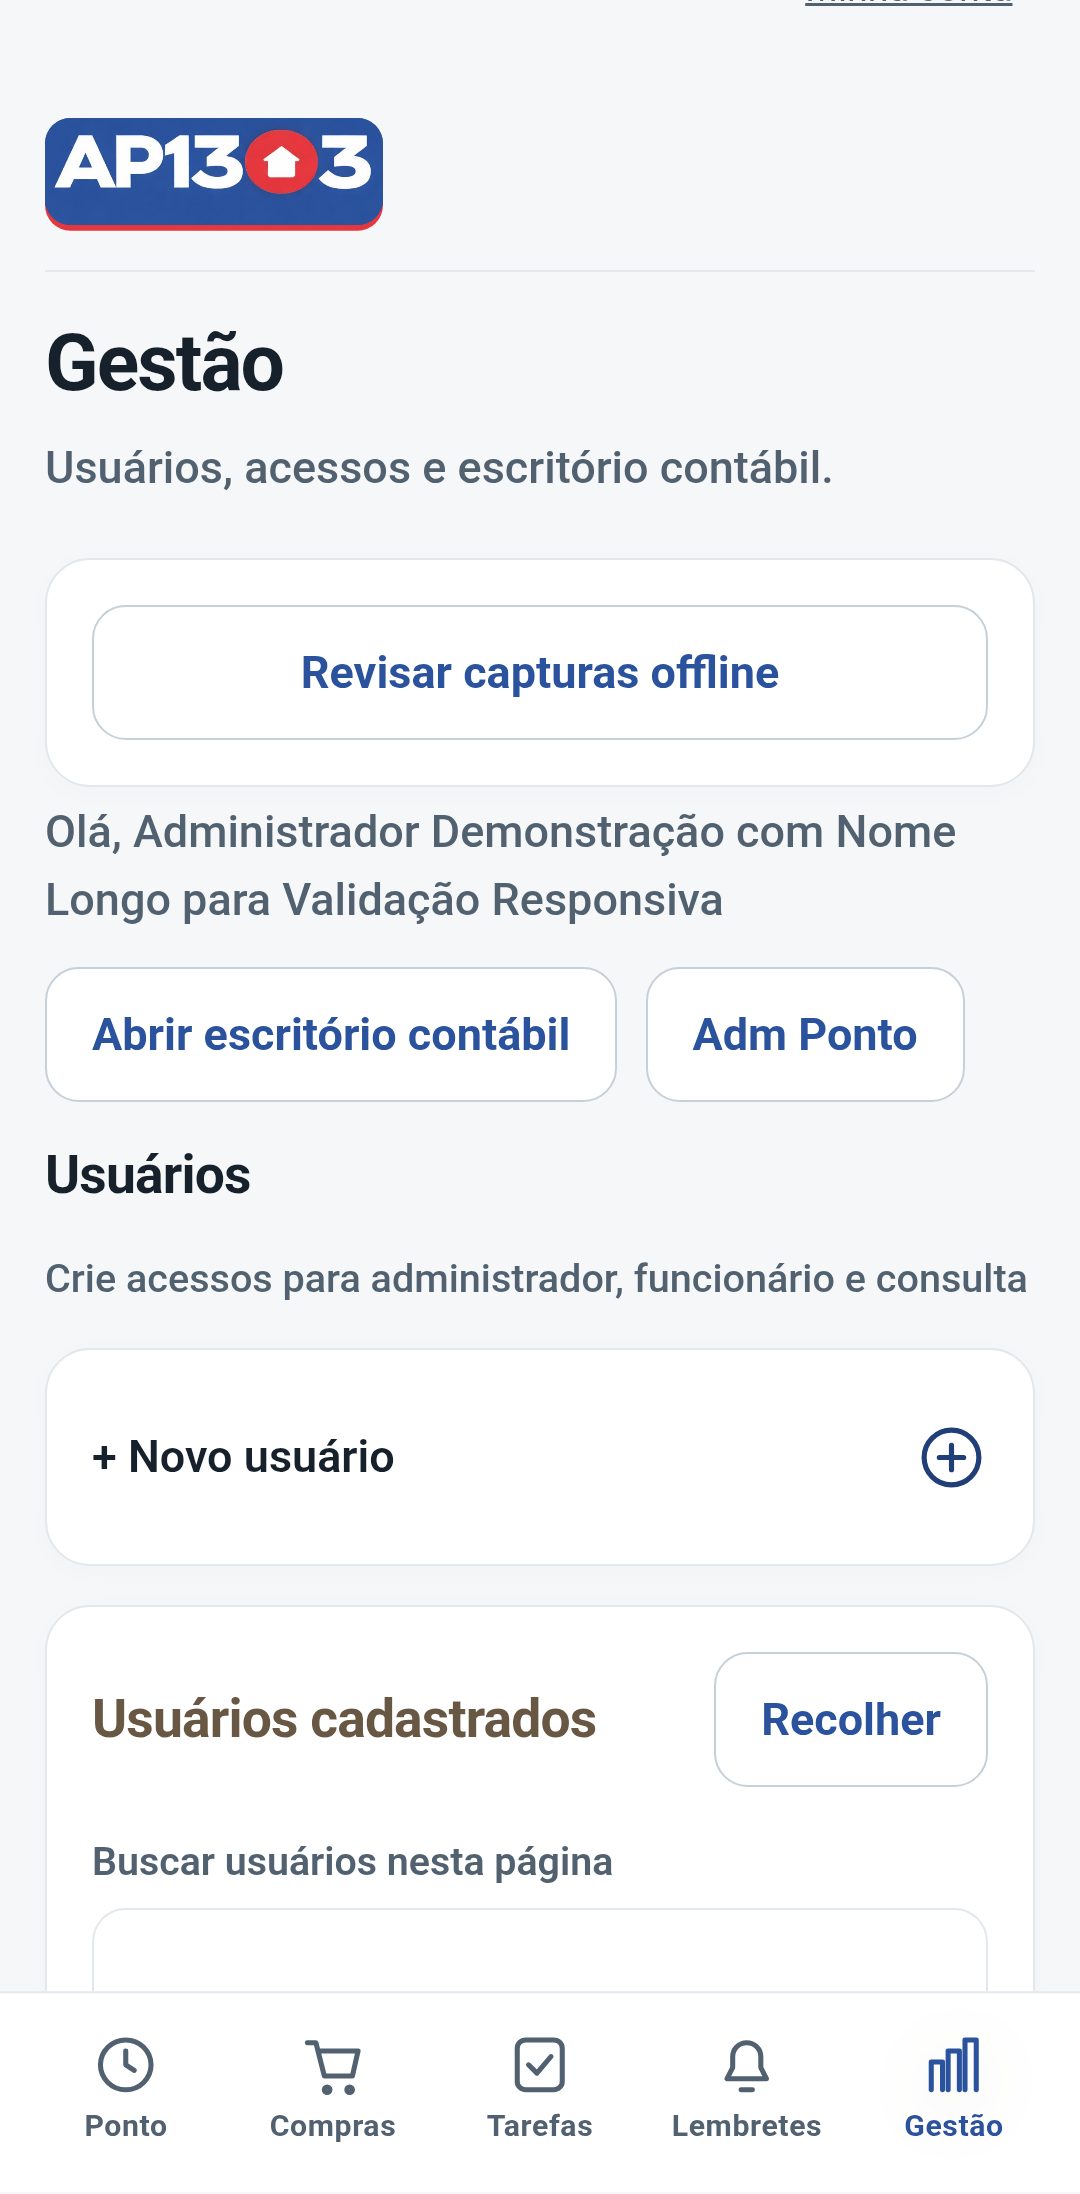 AP1303
Gestão
Usuários, acessos e escritório contábil.
Revisar capturas offline
Olá, Administrador Demonstração com Nome
Longo para Validação Responsiva
Abrir escritório contábil
Adm Ponto
Usuários
Crie acessos para administrador, funcionário e consulta
+ Novo usuário
Usuários cadastrados
Recolher
Buscar usuários nesta página
Ponto
Compras
Tarefas
Lembretes
Gestão